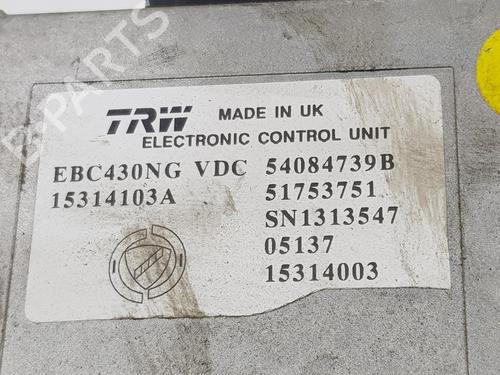 B-PARTS
TRW MADE IN UK
ELECTRONIC CONTROL UNIT
EBC430NG VDC 54084739B
15314103A 51753751
SN1313547
05137
15314003